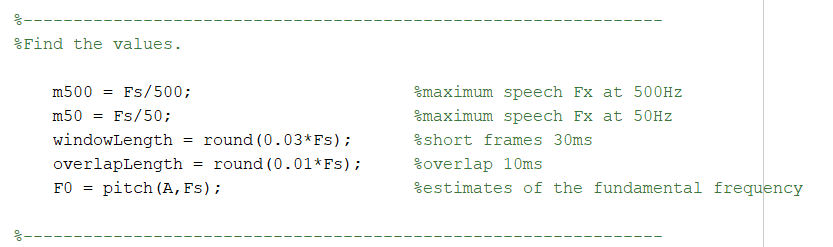 %----------------------------------------------------------------
%Find the values.
m500 = Fs/500; %maximum speech Fx at 500Hz
m50 = Fs/50; %maximum speech Fx at 50Hz
windowLength = round(0.03*Fs); %short frames 30ms
overlapLength = round(0.01*Fs); %overlap 10ms
F0 = pitch(A,Fs); %estimates of the fundamental frequency
%----------------------------------------------------------------